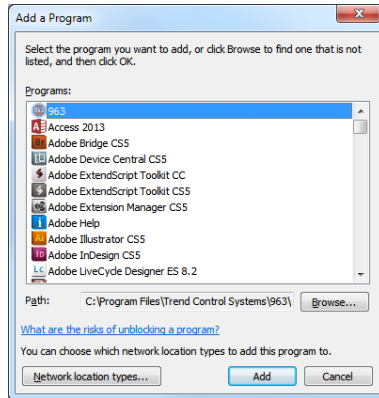 Add a Program
Select the program you want to add, or click Browse to find one that is not
listed, and then click OK.
Programs:
963
Access 2013
Adobe Bridge CS5
Adobe Device Central CS5
Adobe ExtendScript Toolkit CC
Adobe ExtendScript Toolkit CS5
Adobe Extension Manager CS5
Adobe Help
Adobe Illustrator CS5
Adobe InDesign CS5
Adobe LiveCycle Designer ES 8.2
Path: C:\Program Files\Trend Control Systems\963\ Browse...
What are the risks of unblocking a program?
You can choose which network location types to add this program to.
Network location types... Add Cancel